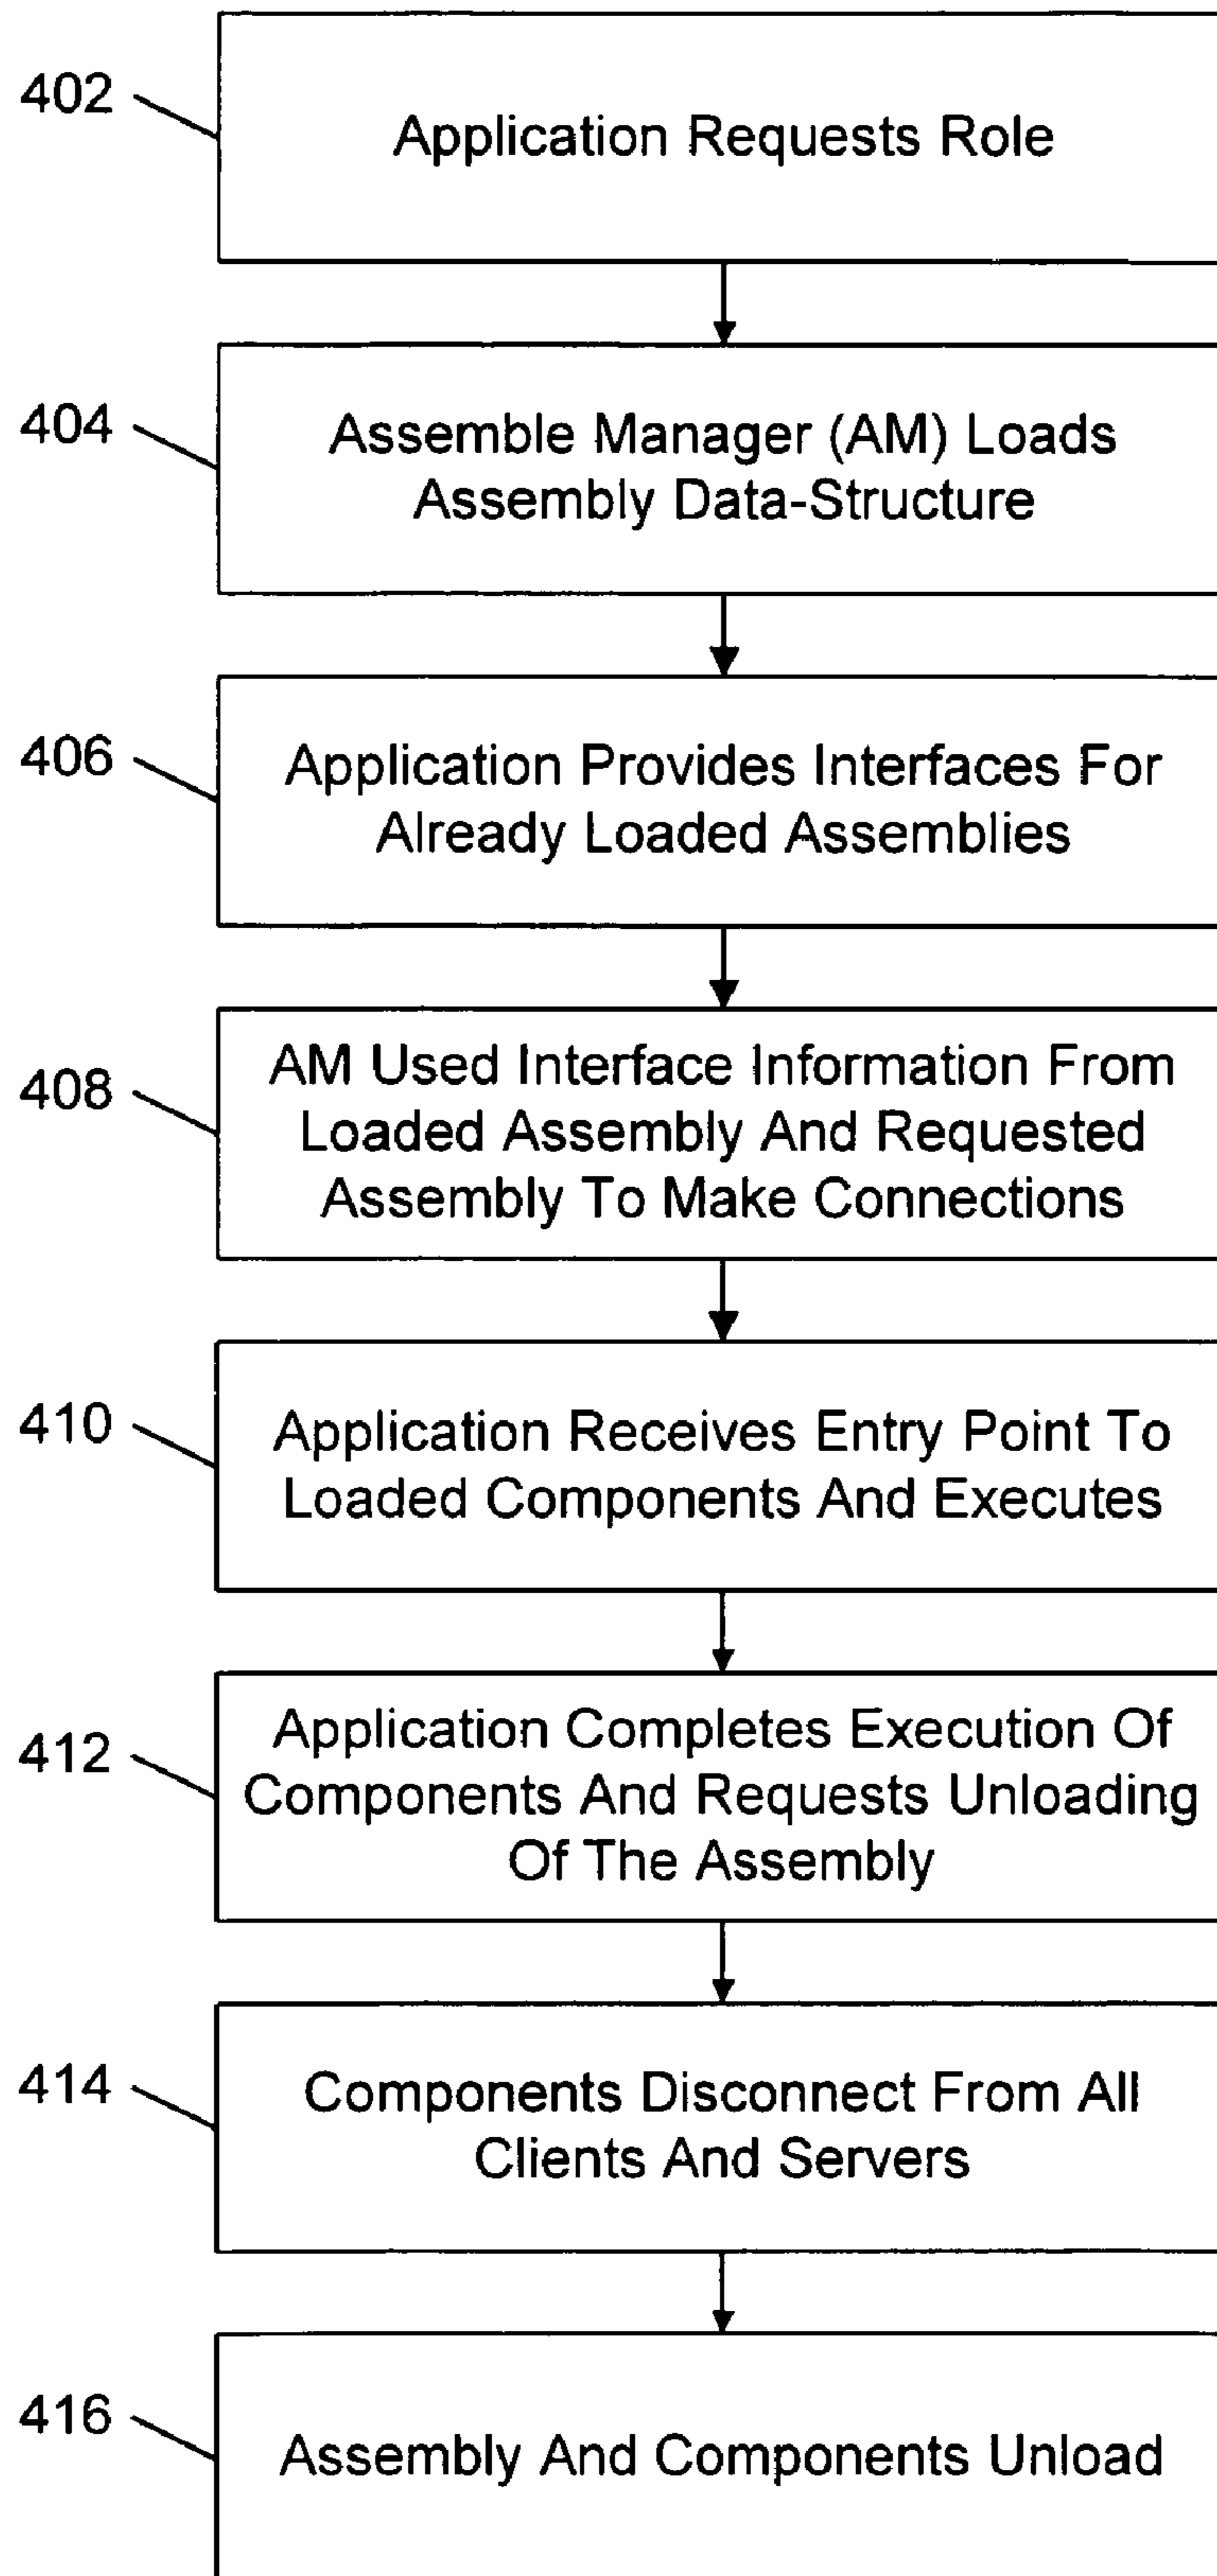 402
Application Requests Role
404
Assemble Manager (AM) Loads
Assembly Data-Structure
406
Application Provides Interfaces For
Already Loaded Assemblies
408
AM Used Interface Information From
Loaded Assembly And Requested
Assembly To Make Connections
410
Application Receives Entry Point To
Loaded Components And Executes
412
Application Completes Execution Of
Components And Requests Unloading
Of The Assembly
414
Components Disconnect From All
Clients And Servers
416
Assembly And Components Unload